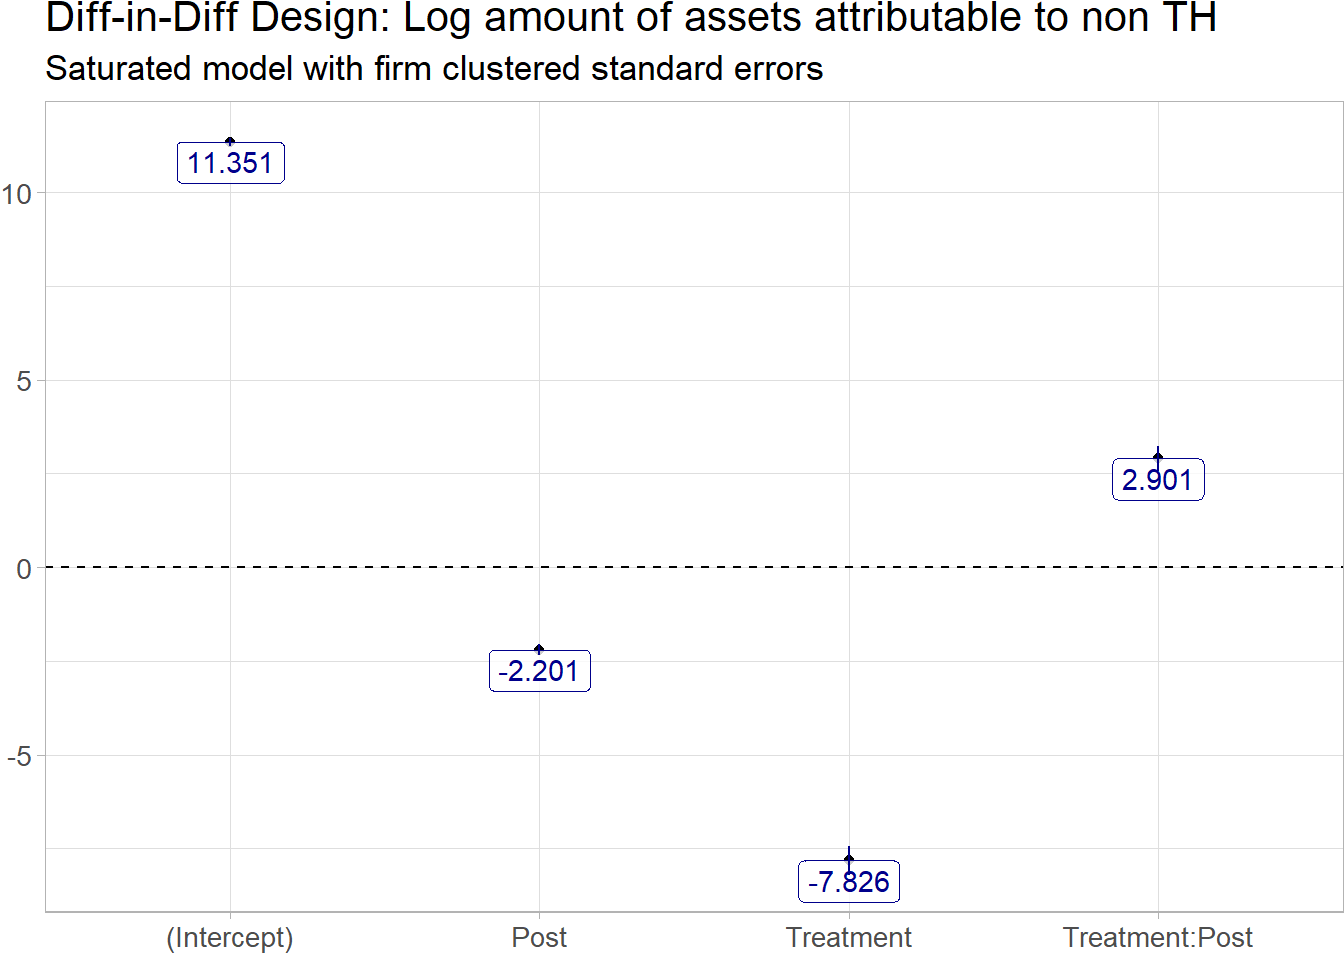 Diff-in-Diff Design: Log amount of assets attributable to non TH
Saturated model with firm clustered standard errors
11.351
10
5
2.901
0
-2.201
-5
-7.826
(Intercept) Post Treatment Treatment:Post